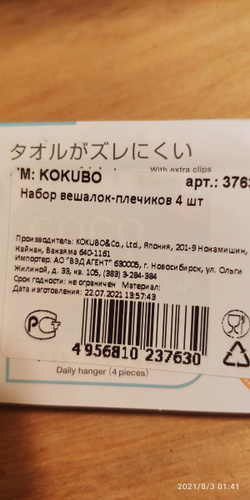 タオルがズレにくい
With extra clips
М: KOKUBO
арт.: 3763
Набор вешалок-плечиков 4 шт
Производитель: KOKUBO&Co., Ltd., Япония, 201-9 Нокамишин,
Кайнан, Вакаяма 640-1161
Импортер: АО "ВЭД АГЕНТ" 630005, г. Новосибирск, ул. Ольги
Жилиной, д. 33, кв. 105, (383) 3-284-384
Срок годности: не ограничен Материал:
Дата изготовления: 22.07.2021 13:57:43
4 956810 237630
Daily hanger (4 pieces)
2021/8/3 01:41